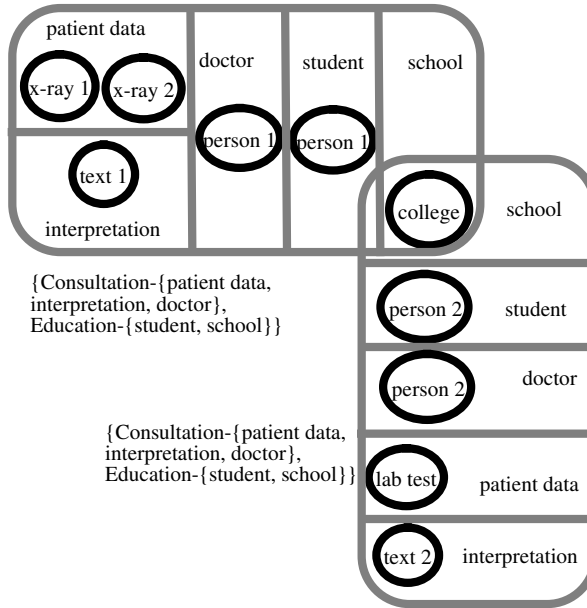 patient data
x-ray 1
x-ray 2
doctor
student
school
person 1
person 1
text 1
interpretation
college
school
{Consultation-{patient data,
interpretation, doctor},
Education-{student, school}}
person 2
student
person 2
doctor
{Consultation-{patient data,
interpretation, doctor},
Education-{student, school}}
lab test
patient data
text 2
interpretation